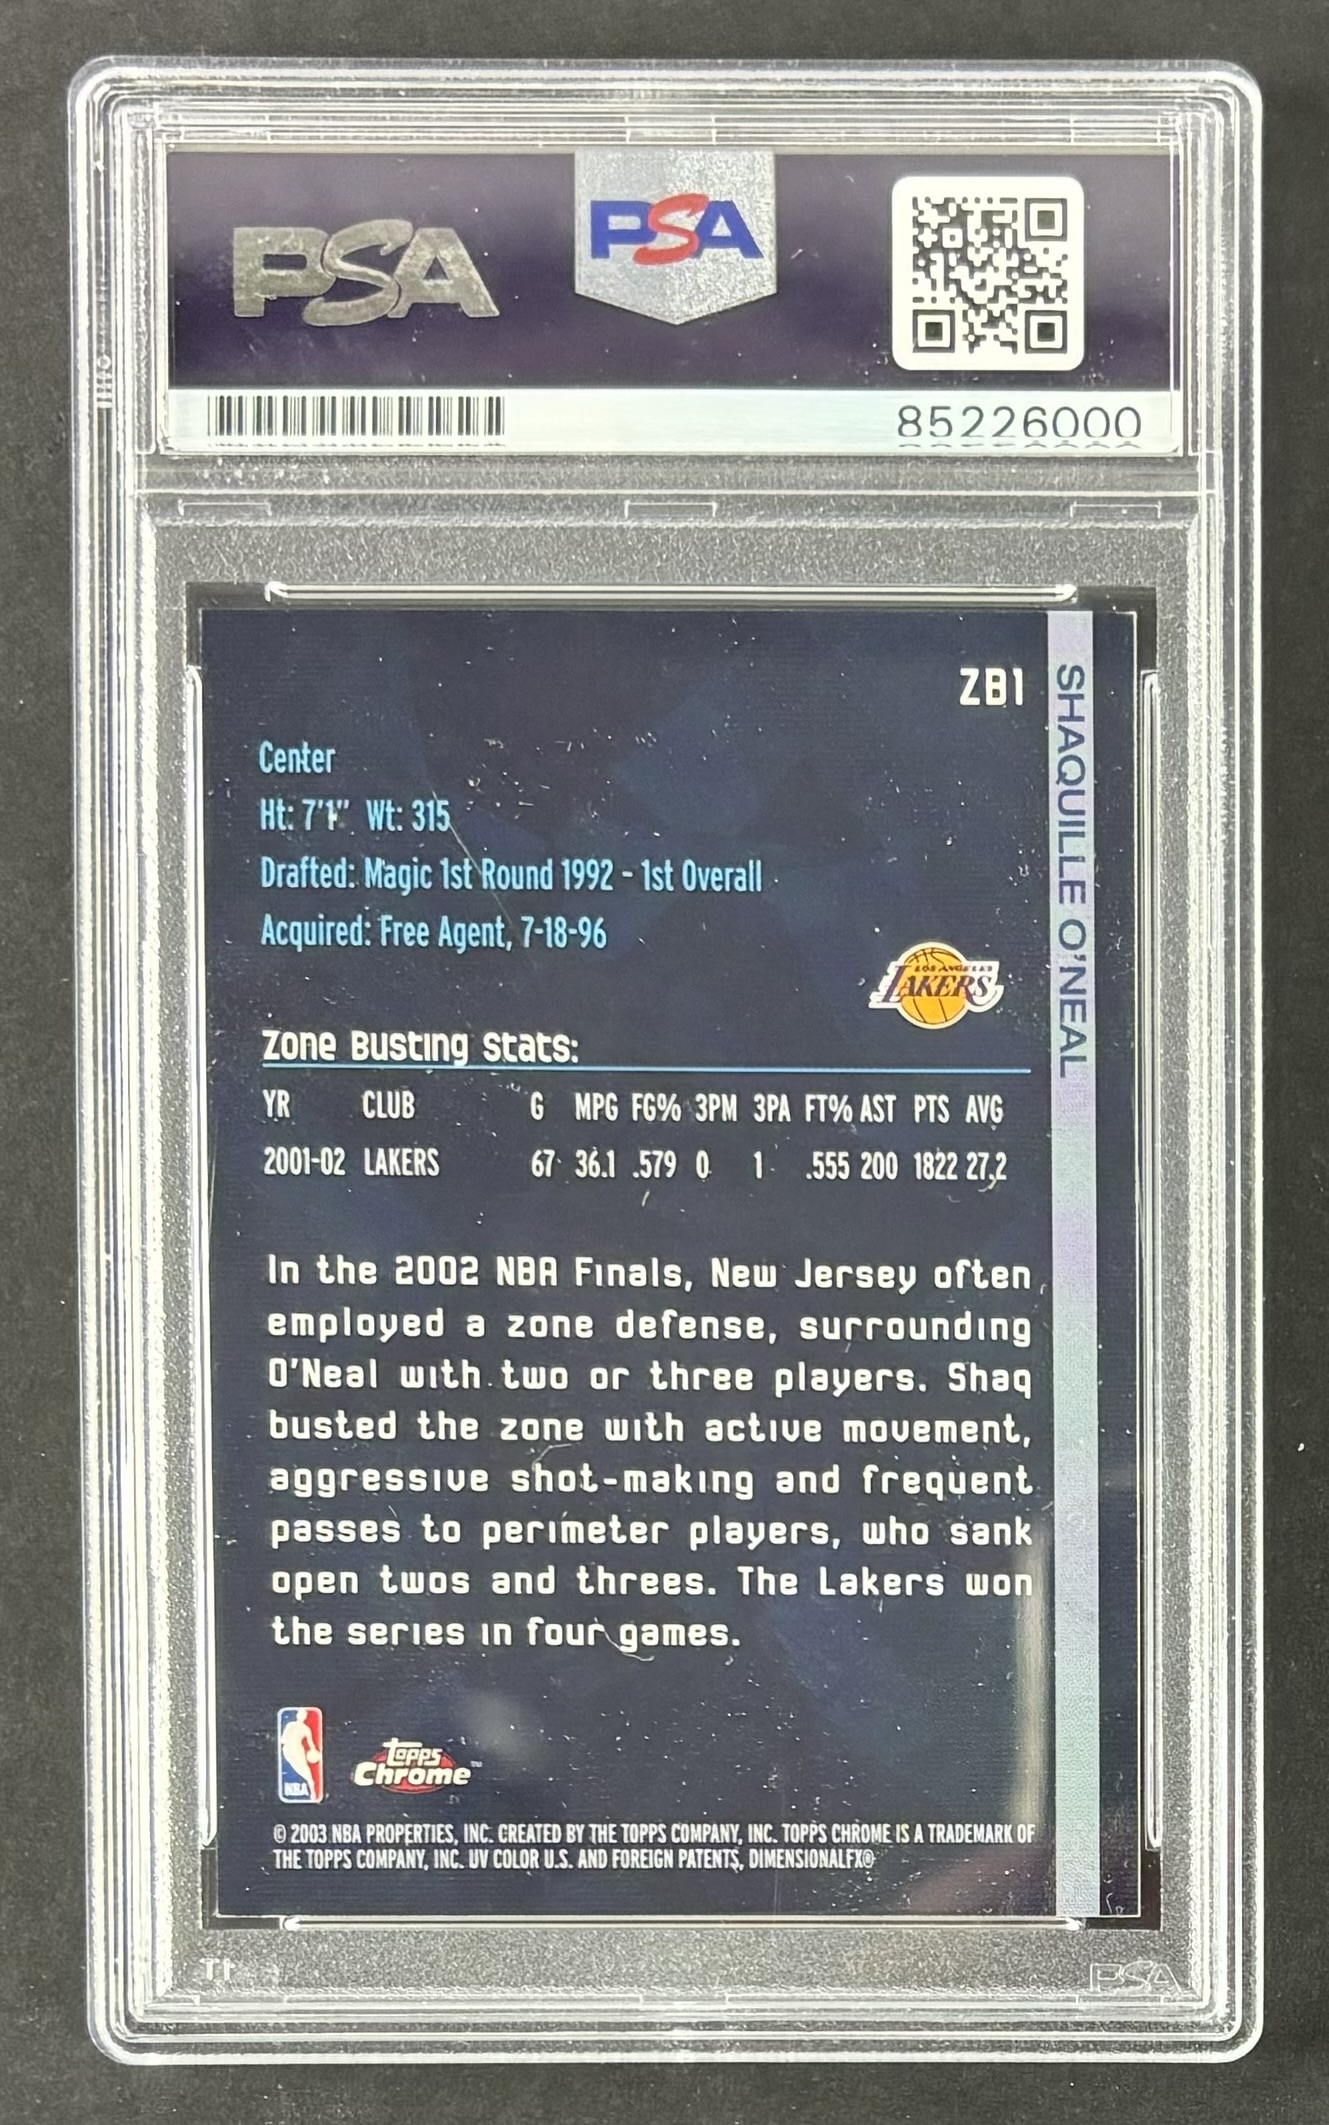 PSA
PSA
85226000
ZB1
SHAQUILLE O'NEAL
Center
Ht: 7'1" Wt: 315
Drafted: Magic 1st Round 1992 - 1st Overall
Acquired: Free Agent, 7-18-96
LOS ANGELES
LAKERS
Zone Busting Stats:
YR CLUB G MPG FG% 3PM 3PA FT% AST PTS AVG
2001-02 LAKERS 67 36.1 .579 0 1 .555 200 1822 27.2
In the 2002 NBA Finals, New Jersey often
employed a zone defense, surrounding
O'Neal with two or three players. Shaq
busted the zone with active movement,
aggressive shot-making and frequent
passes to perimeter players, who sank
open twos and threes. The Lakers won
the series in four games.
NBA
Topps
Chrome™
© 2003 NBA PROPERTIES, INC. CREATED BY THE TOPPS COMPANY, INC. TOPPS CHROME IS A TRADEMARK OF
THE TOPPS COMPANY, INC. UV COLOR U.S. AND FOREIGN PATENTS, DIMENSIONALFX®
PSA